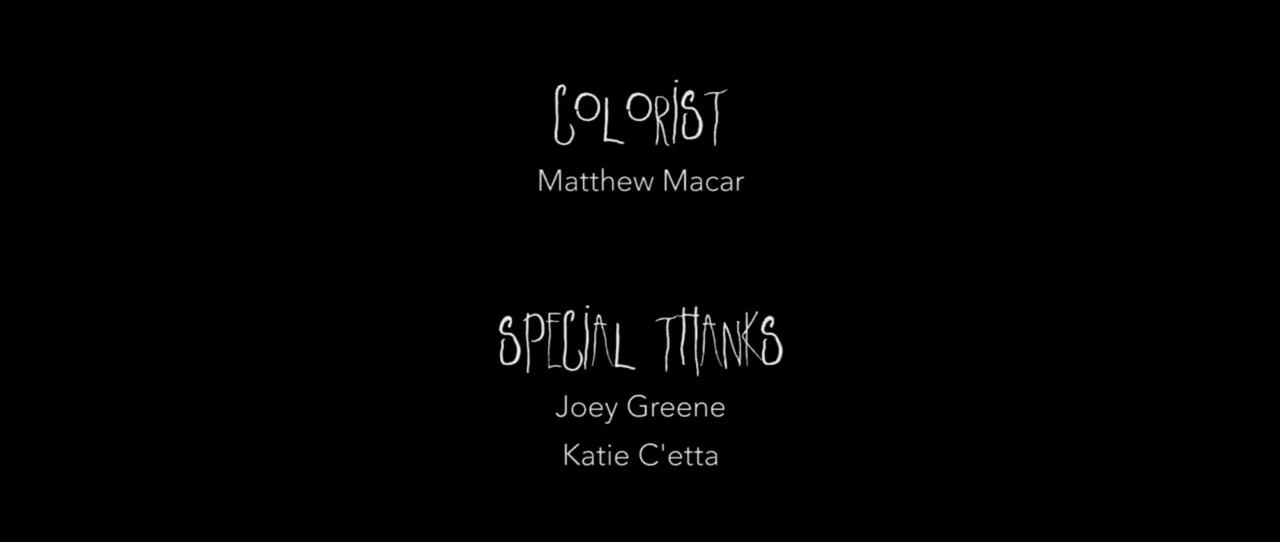 COLORIST
Matthew Macar
SPECIAL THANKS
Joey Greene
Katie C'etta